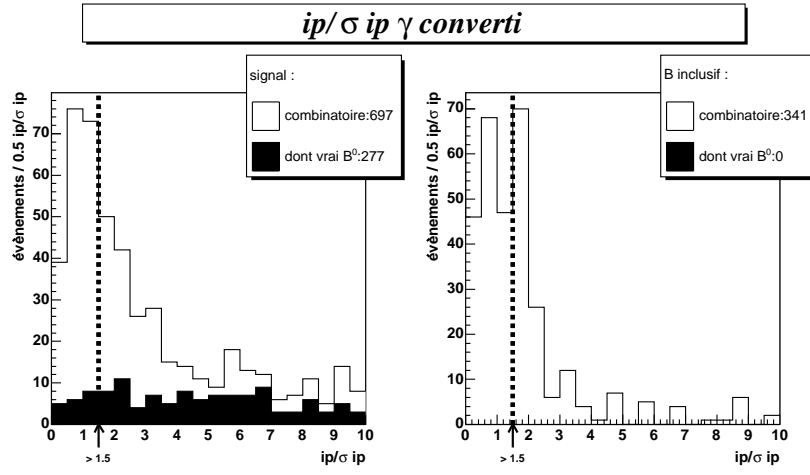 ip/σ ip γ converti
signal :
combinatoire:697
dont vrai B⁰:277
évènements / 0.5 ip/σ ip
70
60
50
40
30
20
10
0
0 1 2 3 4 5 6 7 8 9 10
> 1.5
ip/σ ip
B inclusif :
combinatoire:341
dont vrai B⁰:0
évènements / 0.5 ip/σ ip
70
60
50
40
30
20
10
0
0 1 2 3 4 5 6 7 8 9 10
> 1.5
ip/σ ip